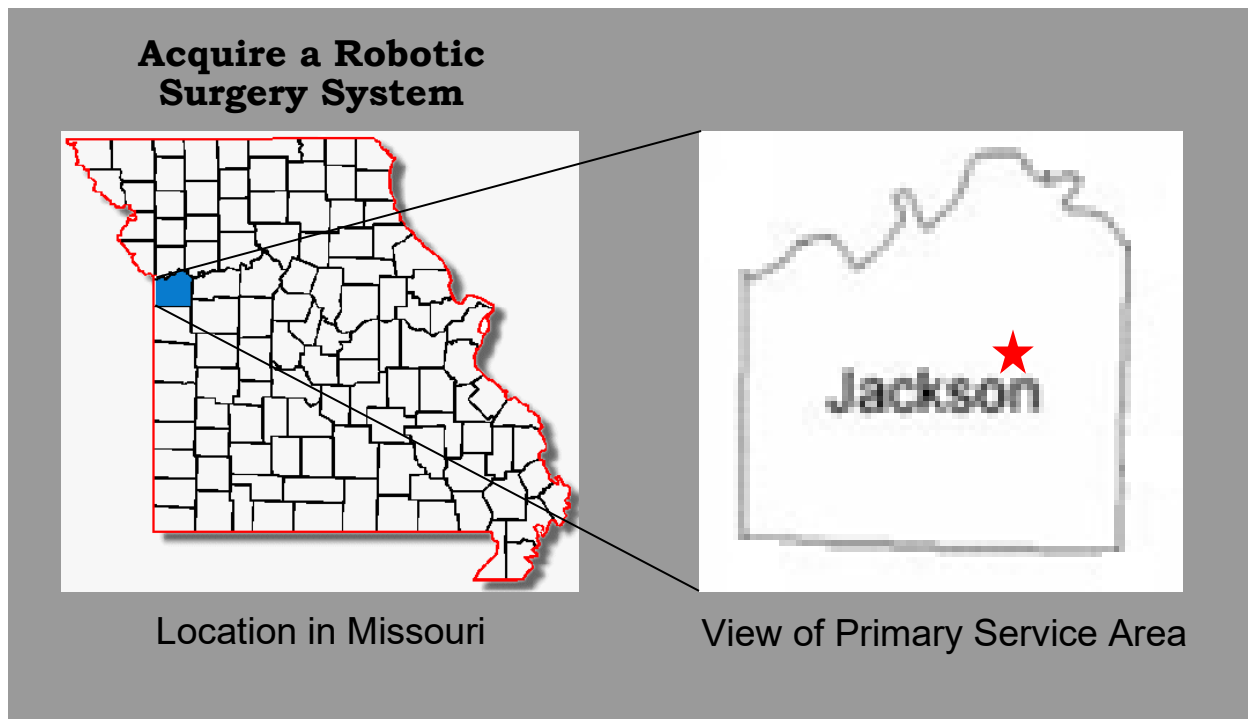 Acquire a Robotic
Surgery System
Jackson
Location in Missouri
View of Primary Service Area